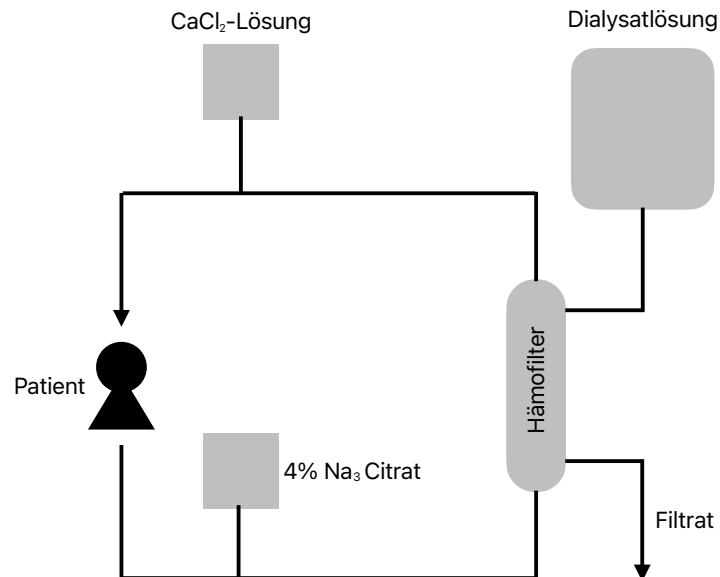 CaCl₂-Lösung
Dialysatlösung
Hämofilter
Patient
4% Na₃ Citrat
Filtrat